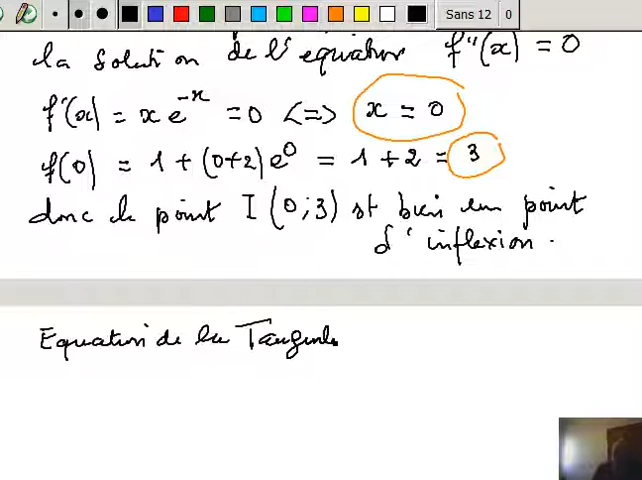 Sans 12
0
la solution de l'équation f''(x) = 0
f''(x) = x e^-x = 0 <=> x = 0
f(0) = 1 + (0+2) e^0 = 1 + 2 = 3
donc le point I (0 ; 3) est bien un point
d'inflexion.
Equation de la Tangente